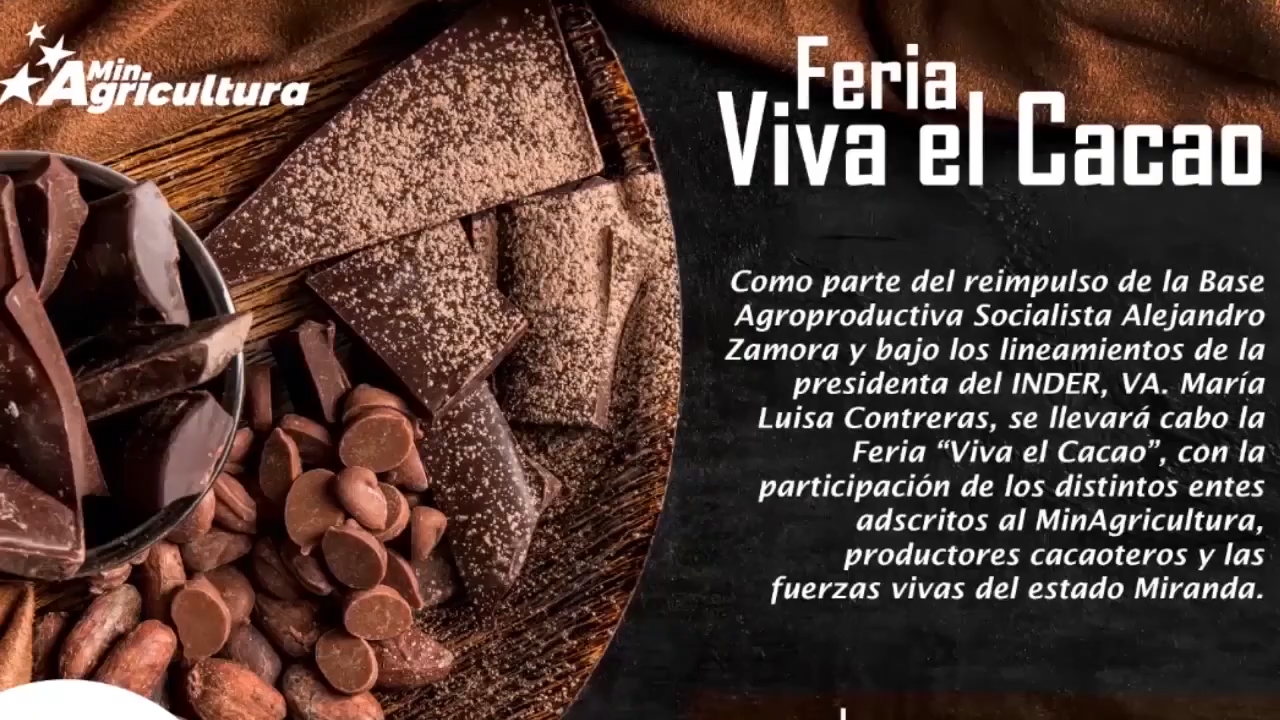 Min.
Agricultura
Feria
Viva el Cacao
Como parte del reimpulso de la Base
Agroproductiva Socialista Alejandro
Zamora y bajo los lineamientos de la
presidenta del INDER, VA. María
Luisa Contreras, se llevará cabo la
Feria “Viva el Cacao”, con la
participación de los distintos entes
adscritos al MinAgricultura,
productores cacaoteros y las
fuerzas vivas del estado Miranda.